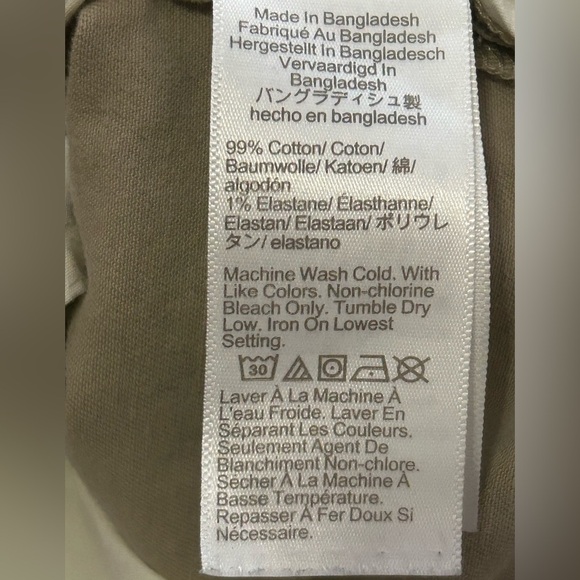 Made In Bangladesh
Fabriqué Au Bangladesh
Hergestellt In Bangladesch
Vervaardigd In
Bangladesh
バングラディシュ製
hecho en bangladesh
99% Cotton/ Coton/
Baumwolle/ Katoen/ 綿/
algodón
1% Elastane/ Élasthanne/
Elastan/ Elastaan/ ポリウレ
タン/ elastano
Machine Wash Cold. With
Like Colors. Non-chlorine
Bleach Only. Tumble Dry
Low. Iron On Lowest
Setting.
30
Laver À La Machine À
L'eau Froide. Laver En
Séparant Les Couleurs.
Seulement Agent De
Blanchiment Non-chlore.
Sécher À La Machine À
Basse Température.
Repasser À Fer Doux Si
Nécessaire.